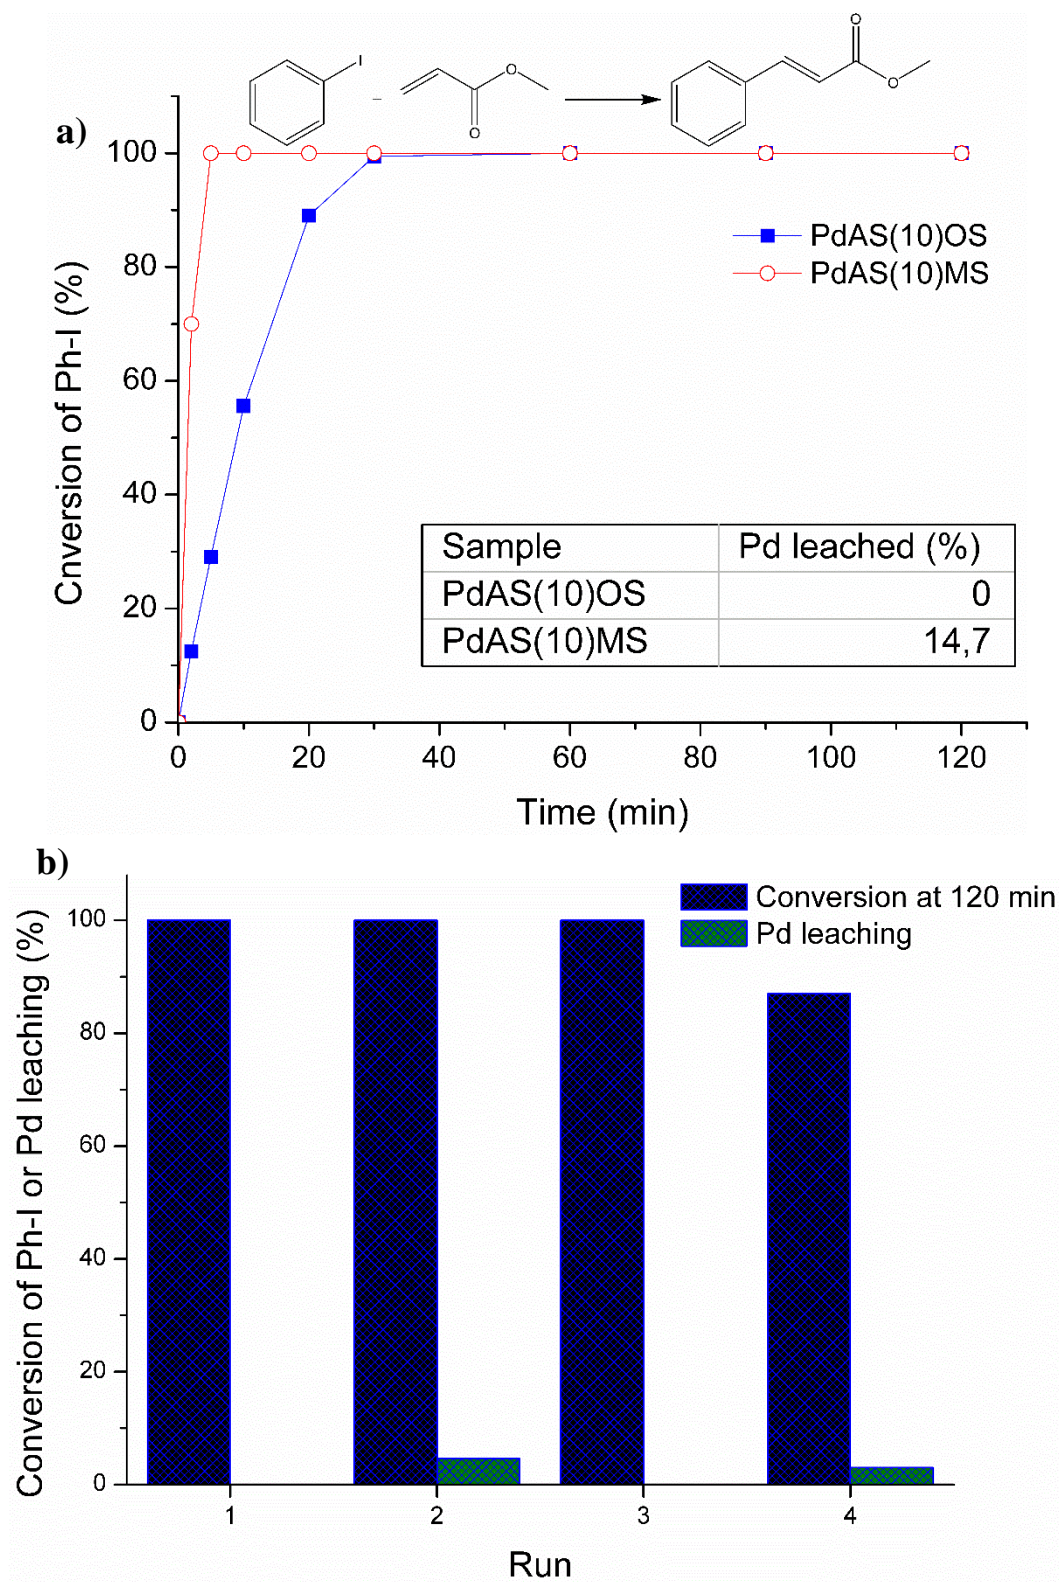 I
O
O
O
O
a)
100
80
60
40
20
0
Cnversion of Ph-I (%)
PdAS(10)OS
PdAS(10)MS
Sample Pd leached (%)
PdAS(10)OS 0
PdAS(10)MS 14,7
0 20 40 60 80 100 120
Time (min)
b)
Conversion at 120 min
Pd leaching
100
80
60
40
20
0
Conversion of Ph-I or Pd leaching (%)
1 2 3 4
Run